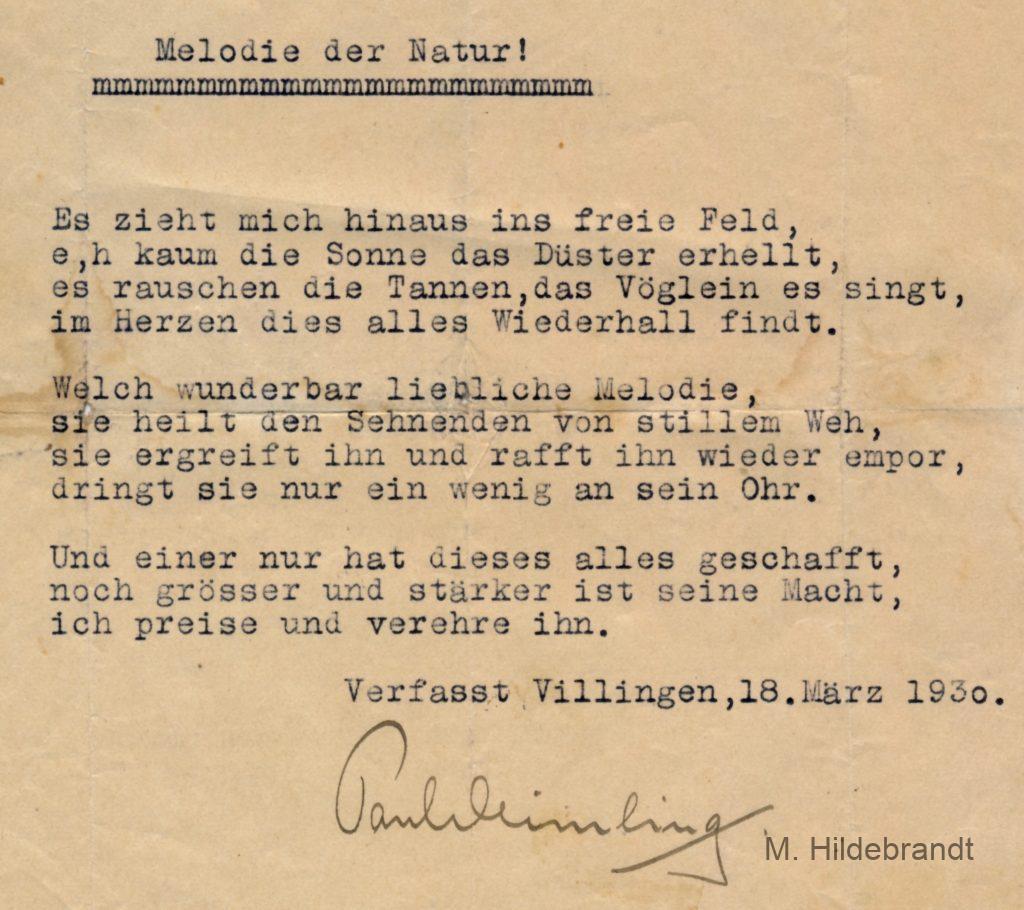 Melodie der Natur!
mmmmmmmmmmmmmmmmmmmmmmmm
Es zieht mich hinaus ins freie Feld,
e,h kaum die Sonne das Düster erhellt,
es rauschen die Tannen,das Vöglein es singt,
im Herzen dies alles Wiederhall findt.
Welch wunderbar liebliche Melodie,
sie heilt den Sehnenden von stillem Weh,
sie ergreift ihn und rafft ihn wieder empor,
dringt sie nur ein wenig an sein Ohr.
Und einer nur hat dieses alles geschafft,
noch grösser und stärker ist seine Macht,
ich preise und verehre ihn.
Verfasst Villingen,18.März 193o.
Paul
M. Hildebrandt